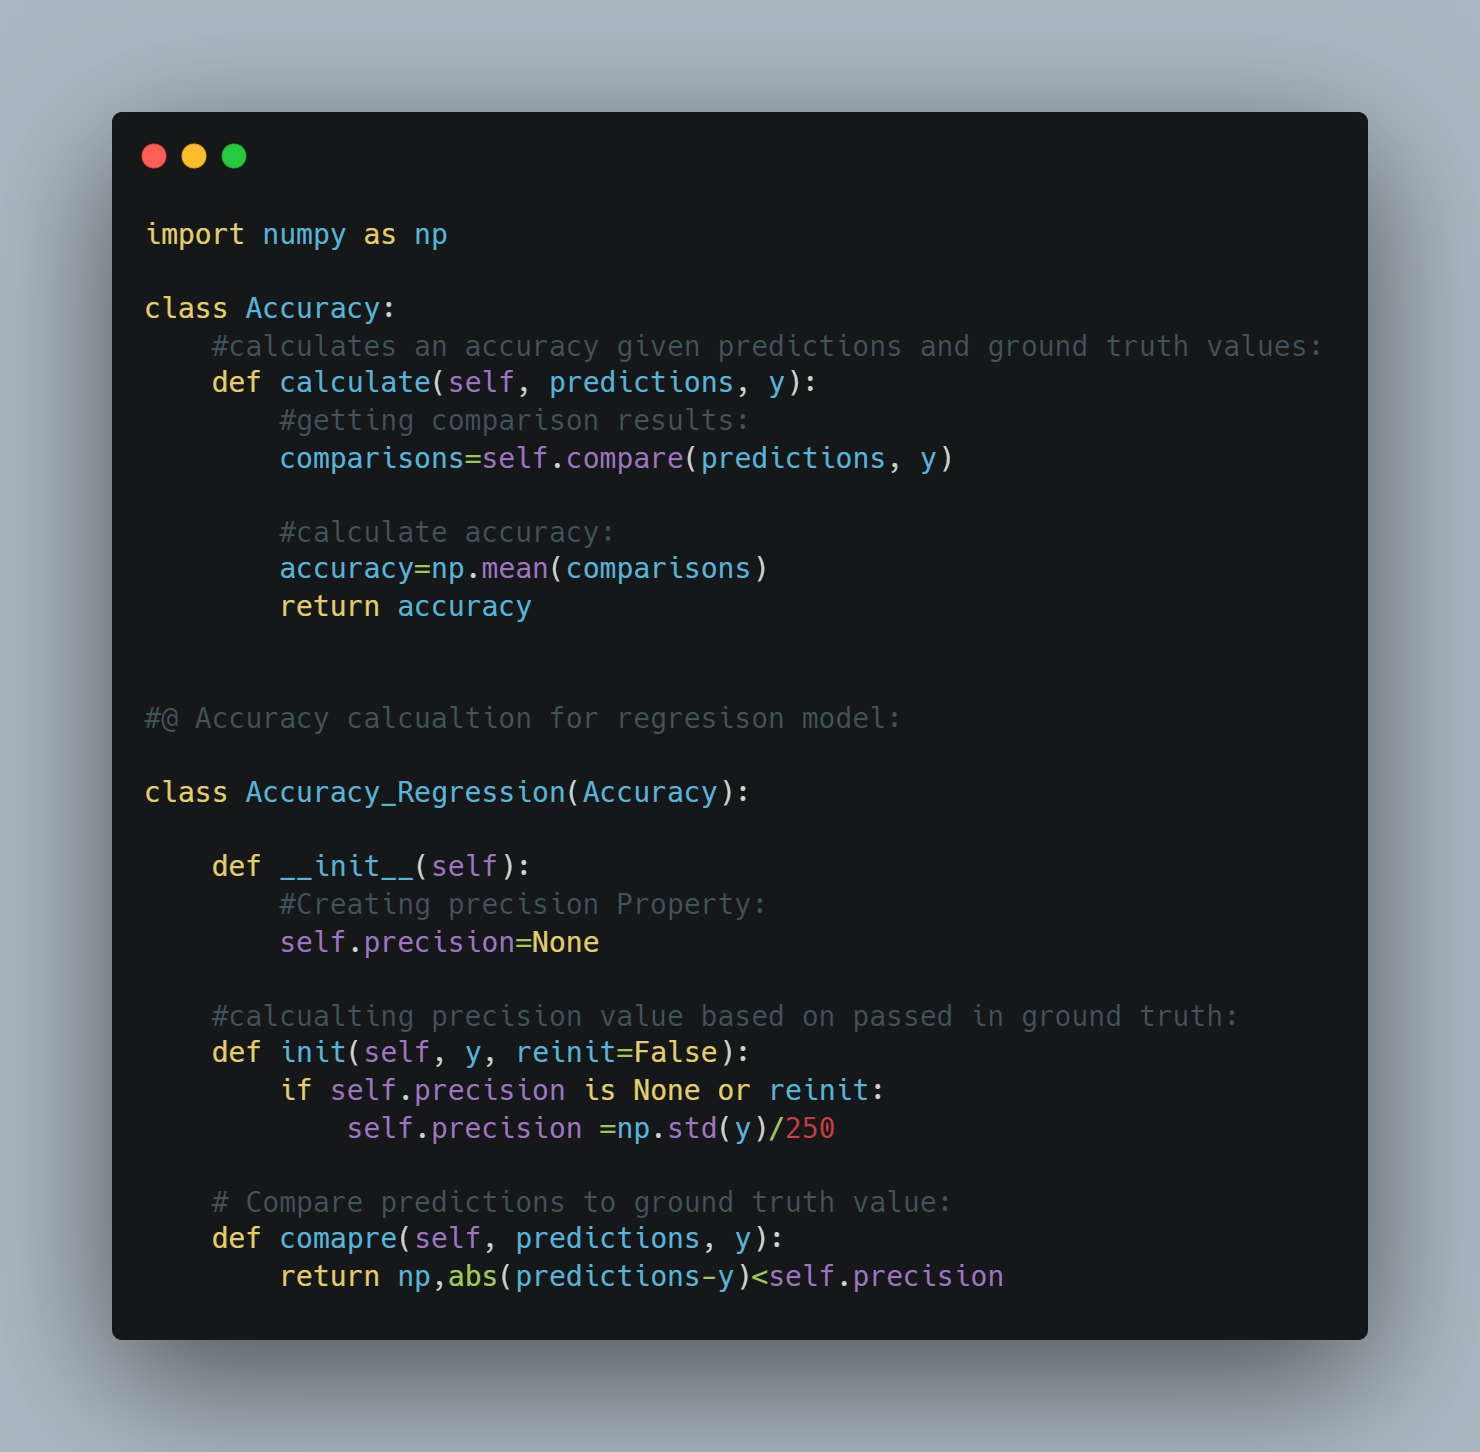 import numpy as np
class Accuracy:
    #calculates an accuracy given predictions and ground truth values:
    def calculate(self, predictions, y):
        #getting comparison results:
        comparisons=self.compare(predictions, y)
        #calculate accuracy:
        accuracy=np.mean(comparisons)
        return accuracy
#@ Accuracy calcualtion for regresison model:
class Accuracy_Regression(Accuracy):
    def __init__(self):
        #Creating precision Property:
        self.precision=None
    #calcualting precision value based on passed in ground truth:
    def init(self, y, reinit=False):
        if self.precision is None or reinit:
            self.precision =np.std(y)/250
    # Compare predictions to ground truth value:
    def comapre(self, predictions, y):
        return np,abs(predictions-y)<self.precision